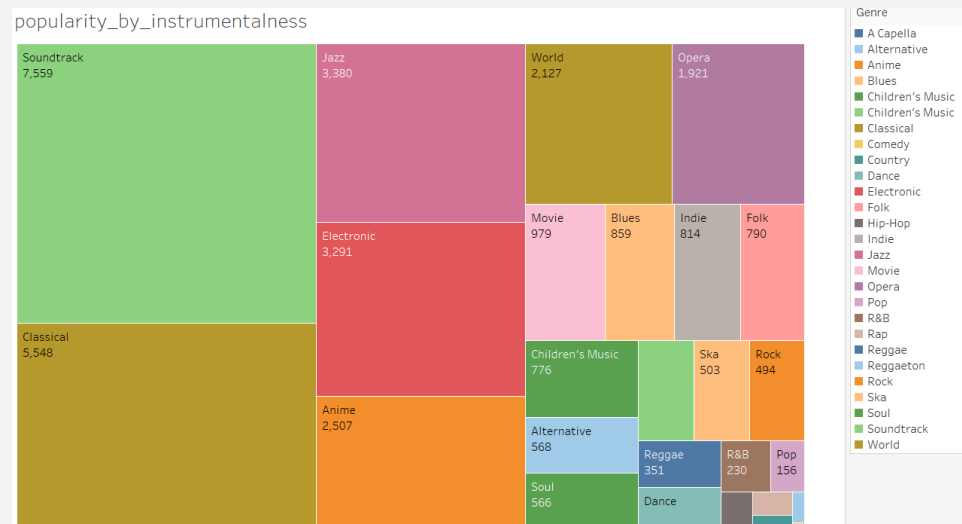 popularity_by_instrumentalness
Soundtrack
7,559
Classical
5,548
Jazz
3,380
Electronic
3,291
Anime
2,507
World
2,127
Opera
1,921
Movie
979
Blues
859
Indie
814
Folk
790
Children's Music
776
Alternative
568
Soul
566
Ska
503
Rock
494
Reggae
351
Dance
R&B
230
Pop
156
Genre
A Capella
Alternative
Anime
Blues
Children's Music
Children’s Music
Classical
Comedy
Country
Dance
Electronic
Folk
Hip-Hop
Indie
Jazz
Movie
Opera
Pop
R&B
Rap
Reggae
Reggaeton
Rock
Ska
Soul
Soundtrack
World